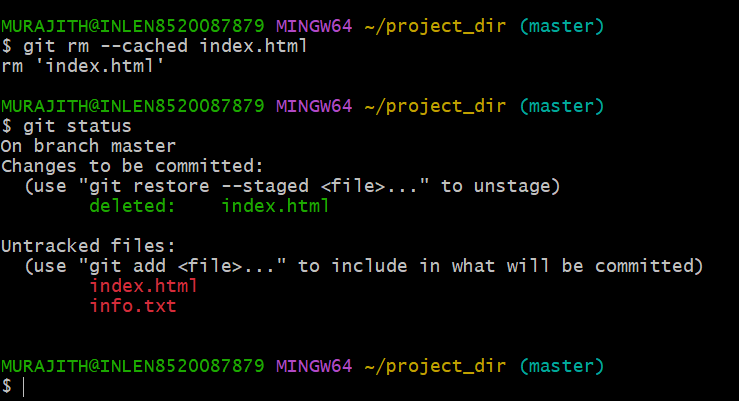 MURAJITH@INLEN8520087879 MINGW64 ~/project_dir (master)
$ git rm --cached index.html
rm 'index.html'
MURAJITH@INLEN8520087879 MINGW64 ~/project_dir (master)
$ git status
On branch master
Changes to be committed:
  (use "git restore --staged <file>..." to unstage)
        deleted:    index.html
Untracked files:
  (use "git add <file>..." to include in what will be committed)
        index.html
        info.txt
MURAJITH@INLEN8520087879 MINGW64 ~/project_dir (master)
$